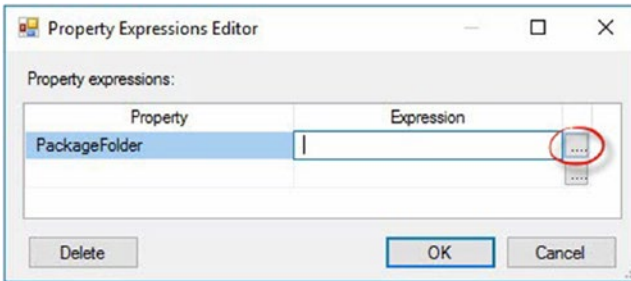 Property Expressions Editor
Property expressions:
Property Expression
PackageFolder ....
....
Delete OK Cancel